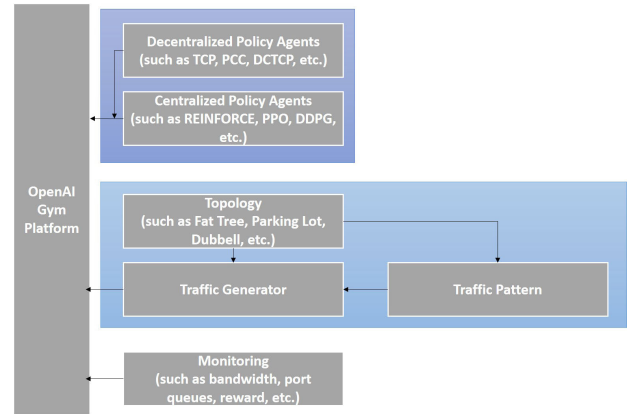 OpenAI
Gym
Platform
Decentralized Policy Agents
(such as TCP, PCC, DCTCP, etc.)
Centralized Policy Agents
(such as REINFORCE, PPO, DDPG,
etc.)
Topology
(such as Fat Tree, Parking Lot,
Dubbell, etc.)
Traffic Generator
Traffic Pattern
Monitoring
(such as bandwidth, port
queues, reward, etc.)